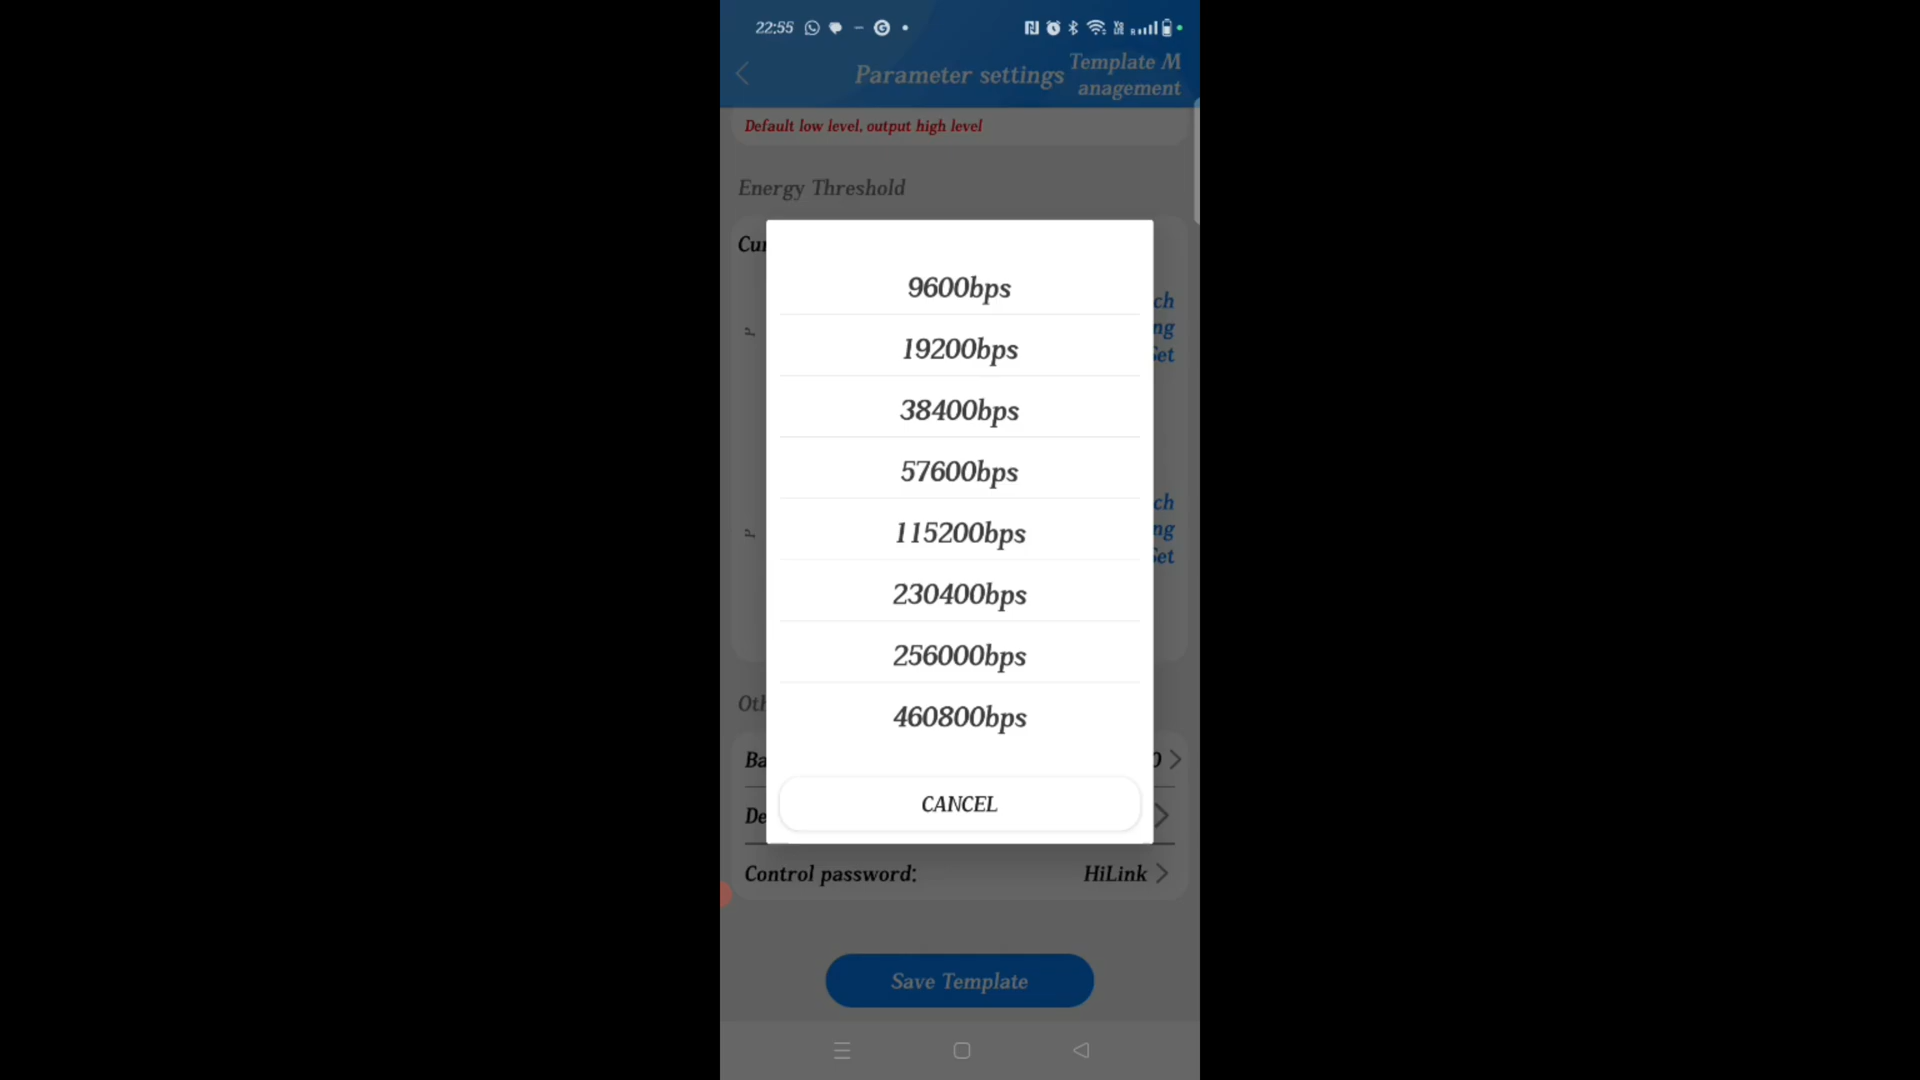 22:55
Parameter settings
Template M
anagement
Default low level, output high level
Energy Threshold
9600bps
19200bps
38400bps
57600bps
115200bps
230400bps
256000bps
460800bps
CANCEL
Control password:
HiLink
Save Template